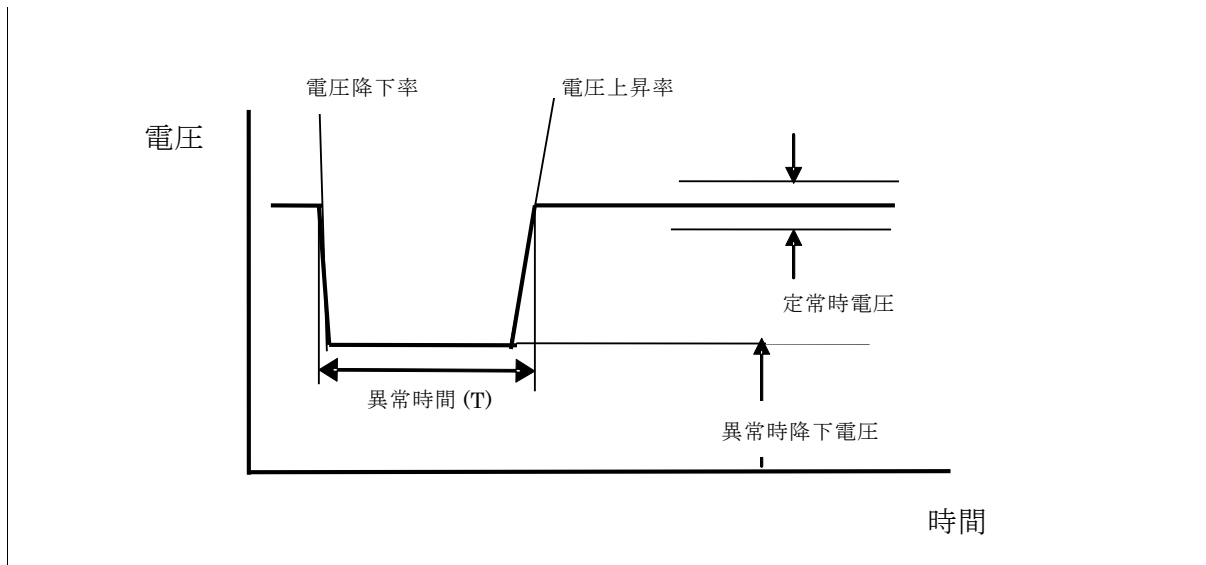 電圧降下率
電圧上昇率
電圧
定常時電圧
異常時間 (T)
異常時降下電圧
時間